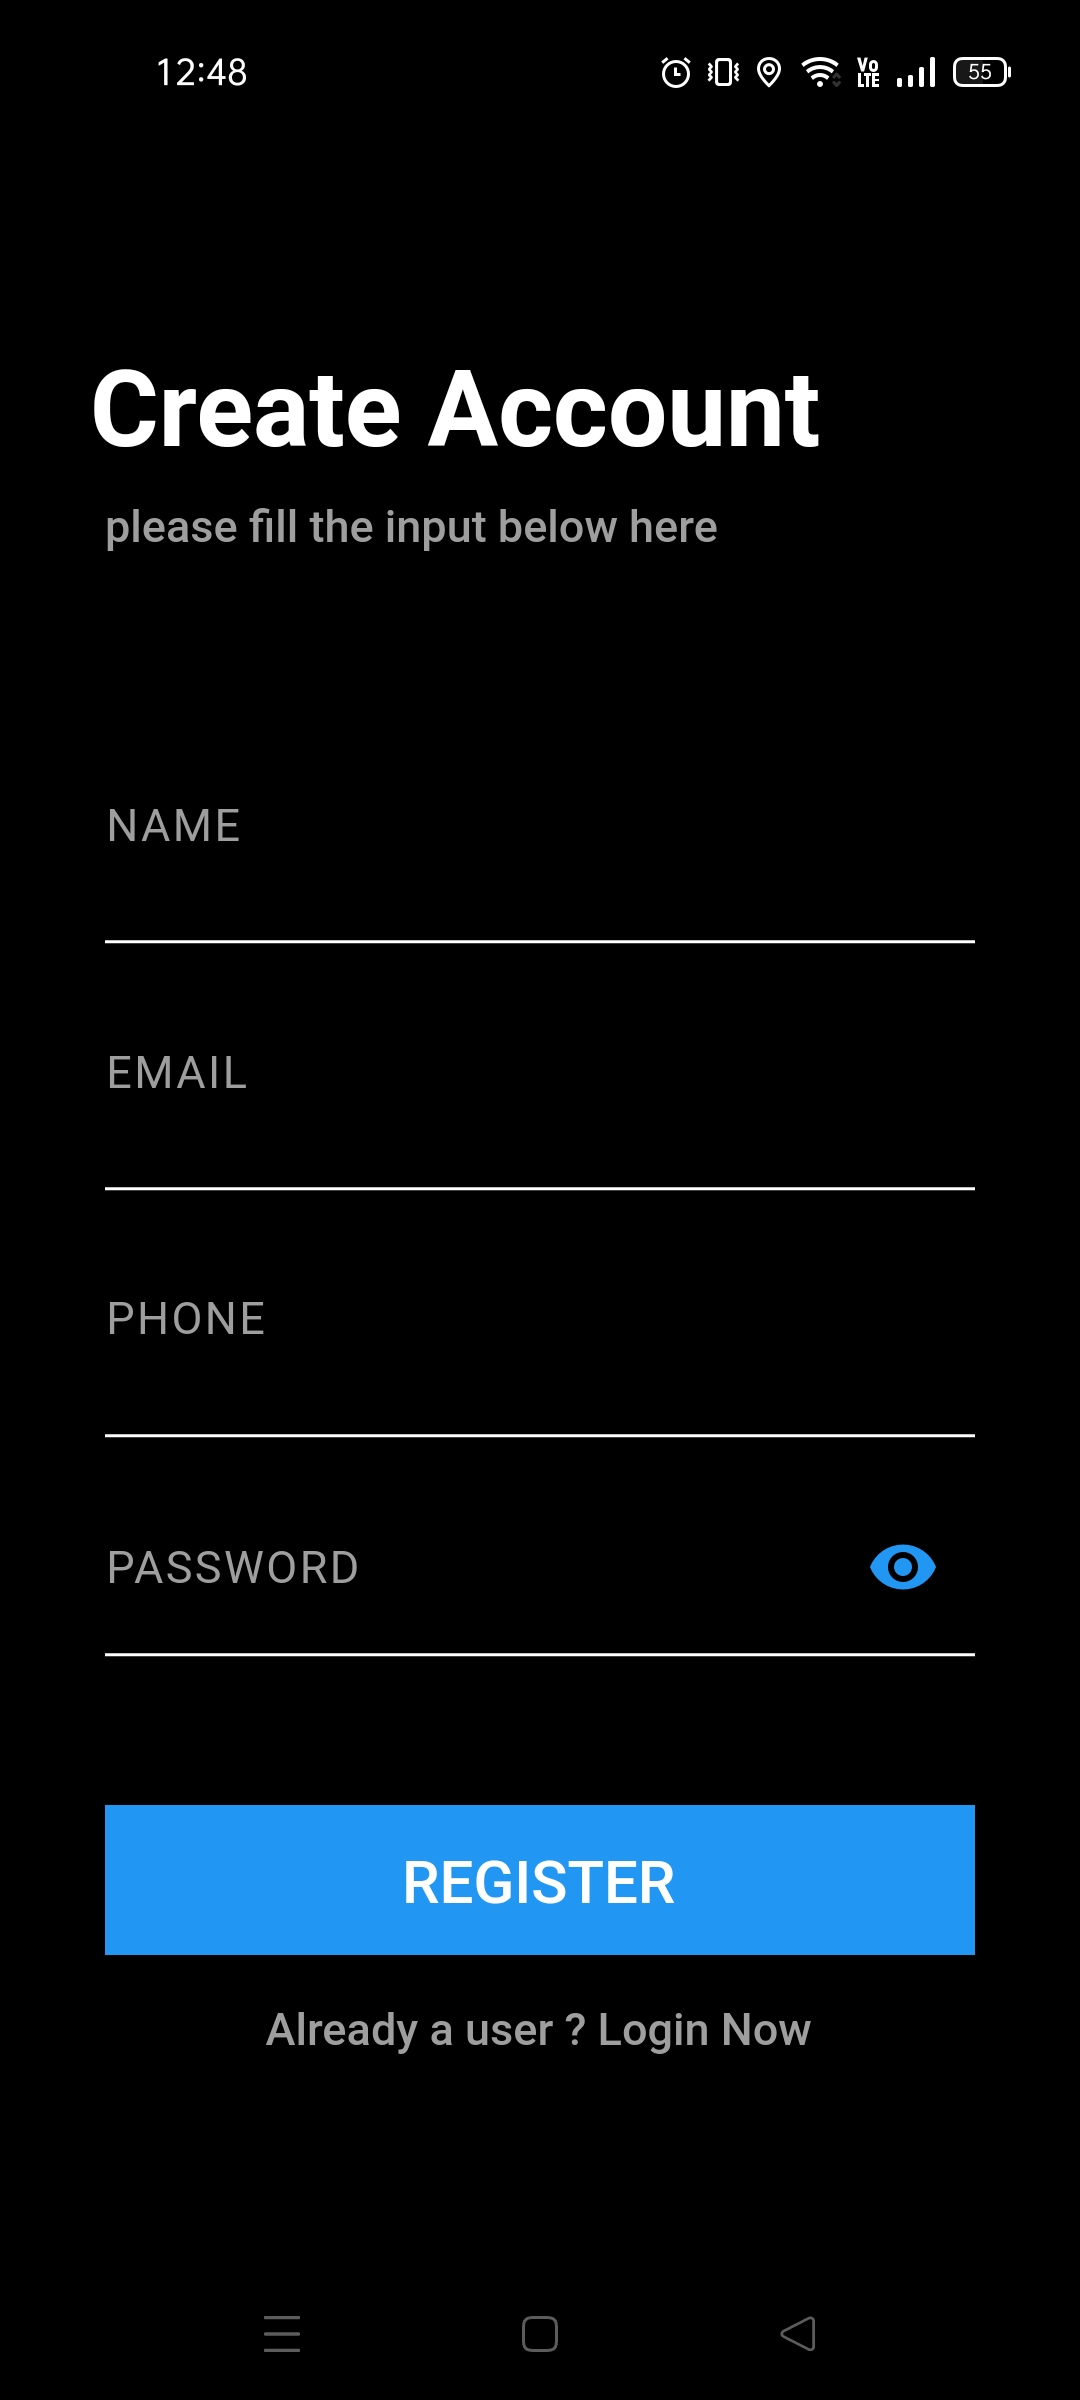 12:48
Vo
LTE
55
Create Account
please fill the input below here
NAME
EMAIL
PHONE
PASSWORD
REGISTER
Already a user ? Login Now